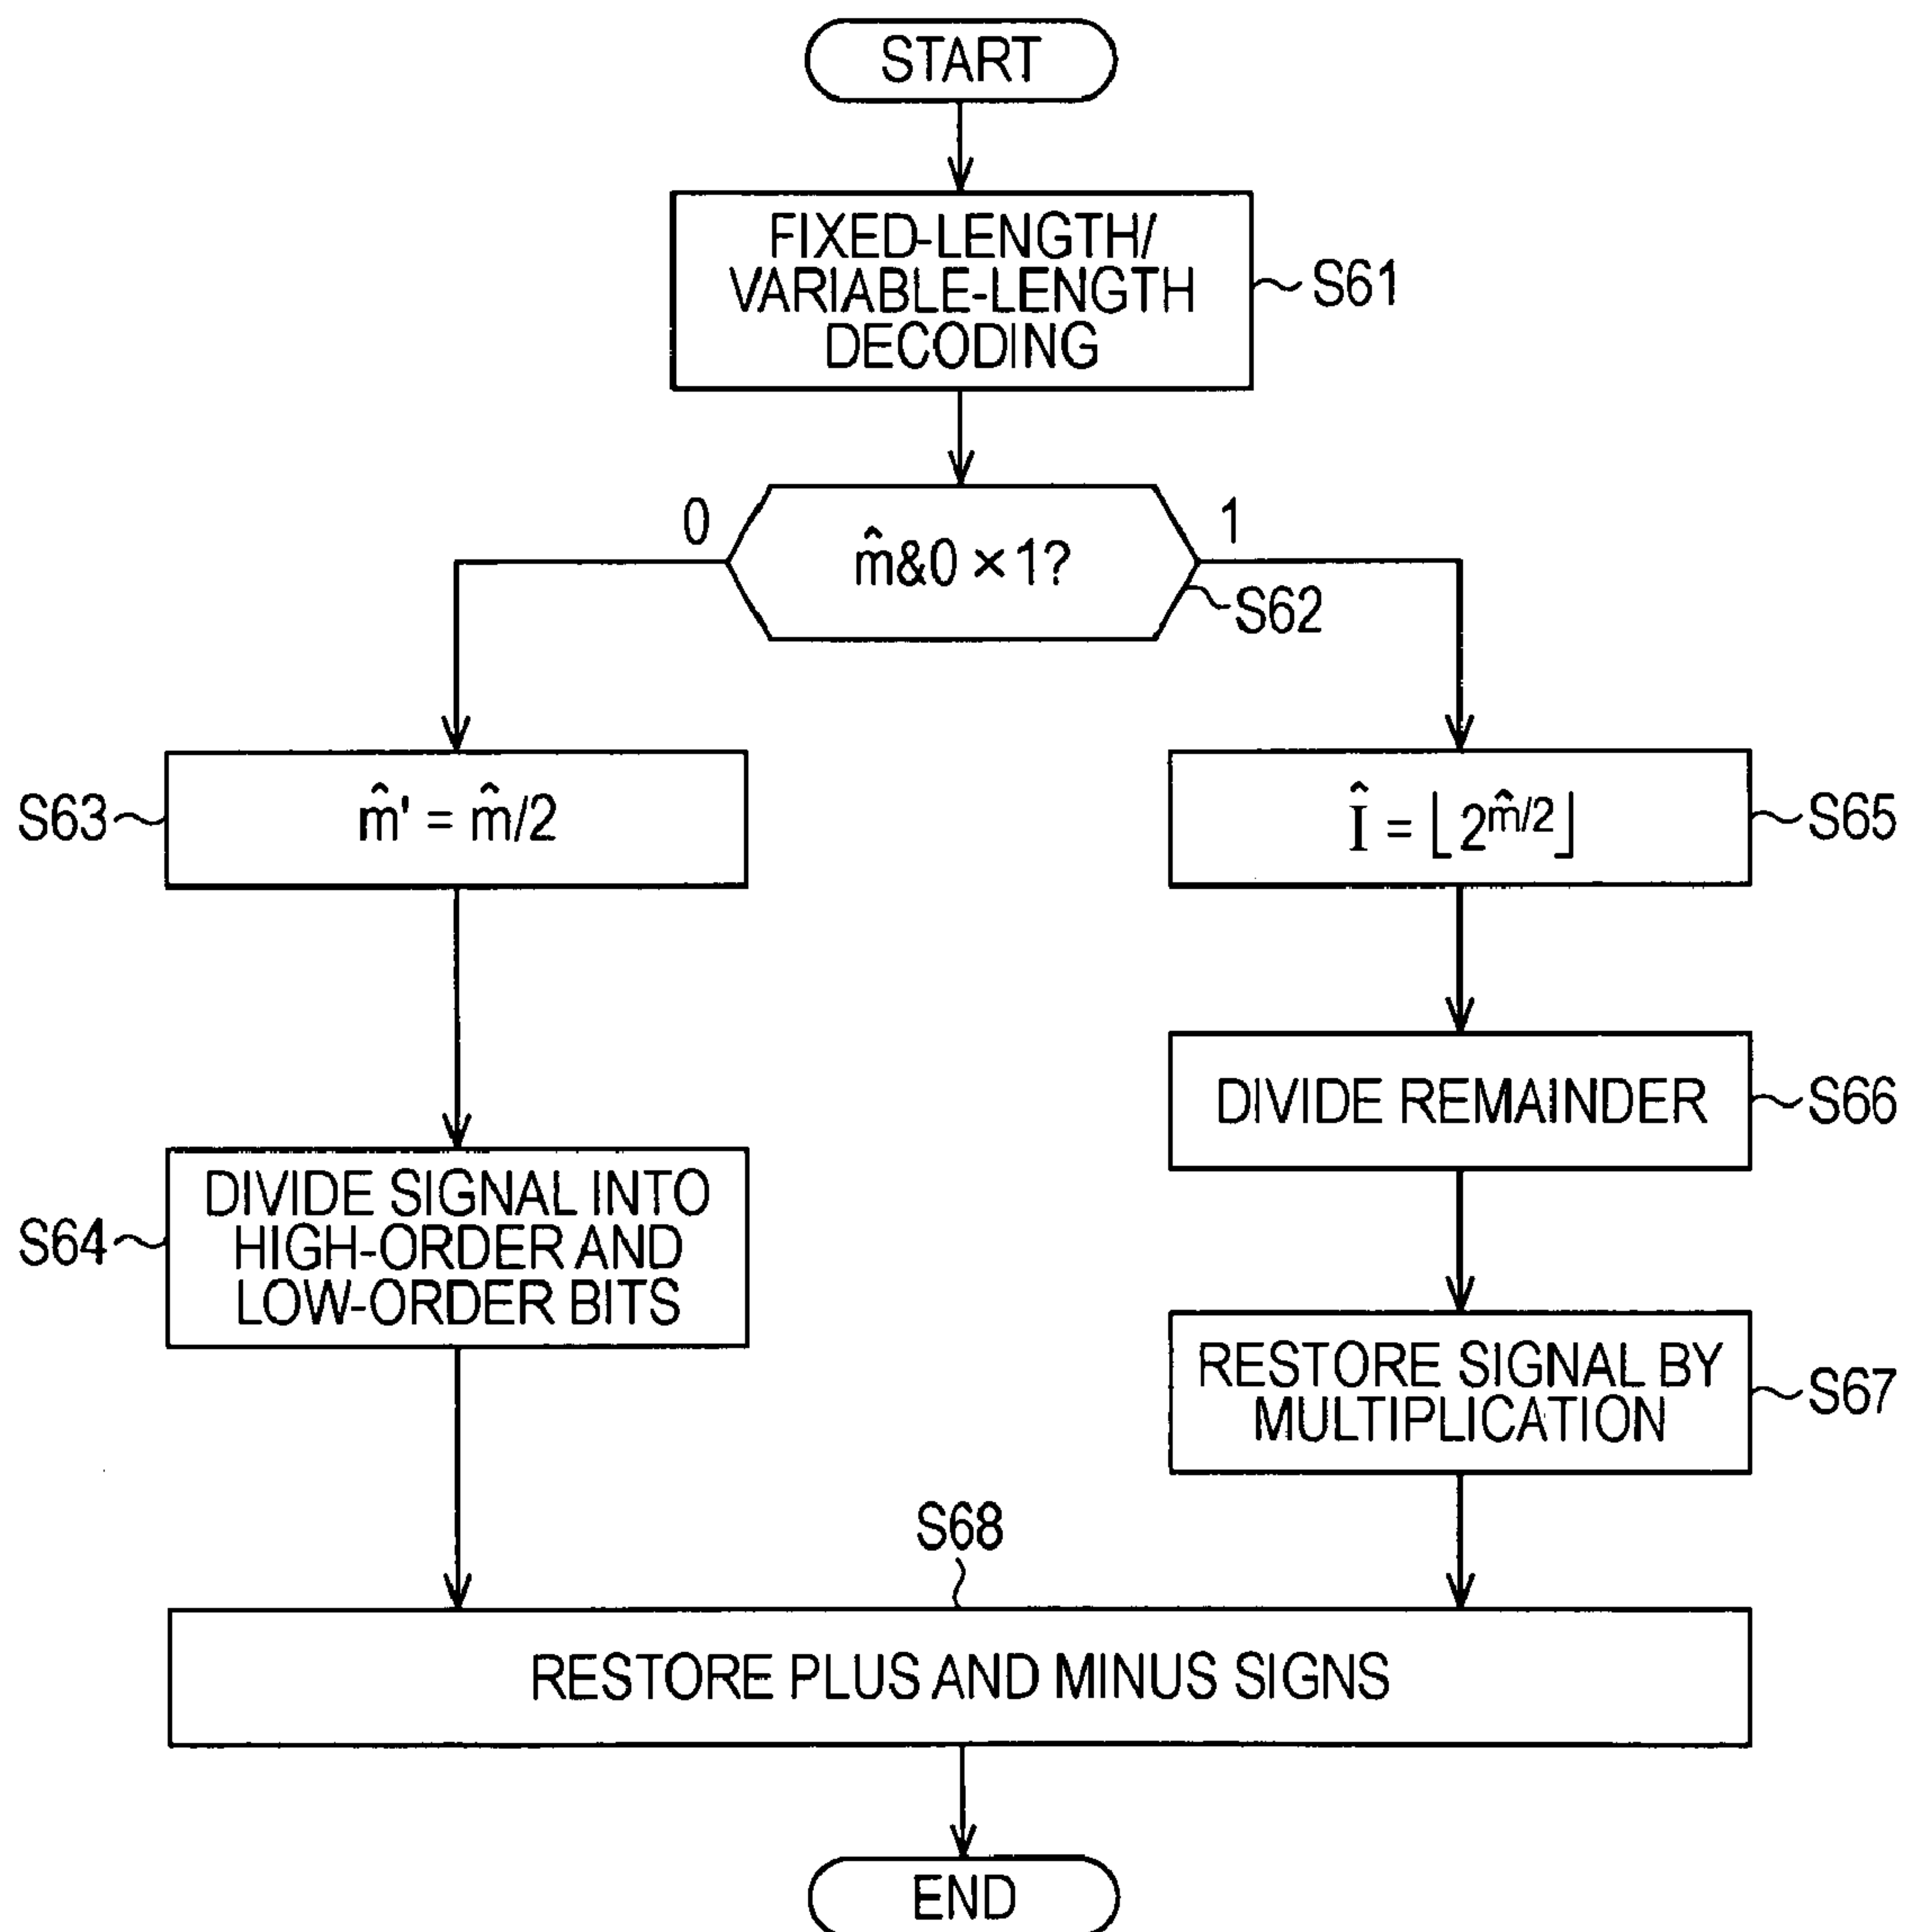 START
FIXED-LENGTH/
VARIABLE-LENGTH
DECODING
S61
0
1
m̂&0 × 1?
S62
S63
m̂' = m̂/2
Î = ⌊2^m̂/2⌋
S65
DIVIDE REMAINDER
S66
S64
DIVIDE SIGNAL INTO
HIGH-ORDER AND
LOW-ORDER BITS
RESTORE SIGNAL BY
MULTIPLICATION
S67
S68
RESTORE PLUS AND MINUS SIGNS
END